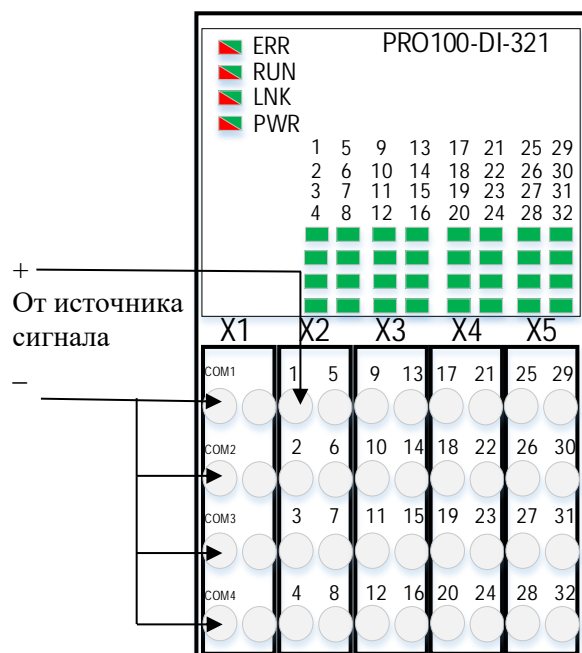 ERR PRO100-DI-321
RUN
LNK
PWR
1 5 9 13 17 21 25 29
2 6 10 14 18 22 26 30
3 7 11 15 19 23 27 31
4 8 12 16 20 24 28 32
+
От источника
сигнала
–
X1 X2 X3 X4 X5
COM1 1 5 9 13 17 21 25 29
COM2 2 6 10 14 18 22 26 30
COM3 3 7 11 15 19 23 27 31
COM4 4 8 12 16 20 24 28 32